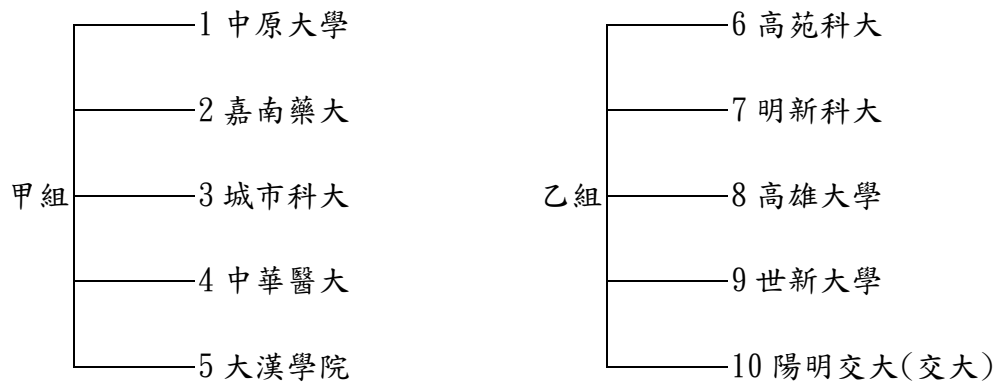 甲組
1 中原大學
2 嘉南藥大
3 城市科大
4 中華醫大
5 大漢學院
乙組
6 高苑科大
7 明新科大
8 高雄大學
9 世新大學
10 陽明交大(交大)